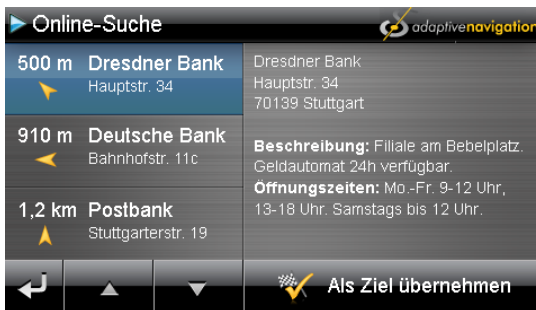 Online-Suche
adaptivenavigation
500 m Dresdner Bank
Hauptstr. 34
910 m Deutsche Bank
Bahnhofstr. 11c
1,2 km Postbank
Stuttgarterstr. 19
Dresdner Bank
Hauptstr. 34
70139 Stuttgart
Beschreibung: Filiale am Bebelplatz.
Geldautomat 24h verfügbar.
Öffnungszeiten: Mo.-Fr. 9-12 Uhr,
13-18 Uhr. Samstags bis 12 Uhr.
Als Ziel übernehmen